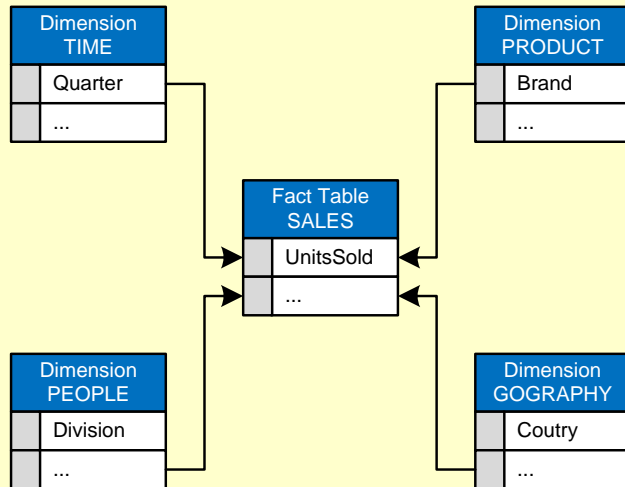 Dimension
TIME
Quarter
...
Dimension
PRODUCT
Brand
...
Fact Table
SALES
UnitsSold
...
Dimension
PEOPLE
Division
...
Dimension
GOGRAPHY
Coutry
...